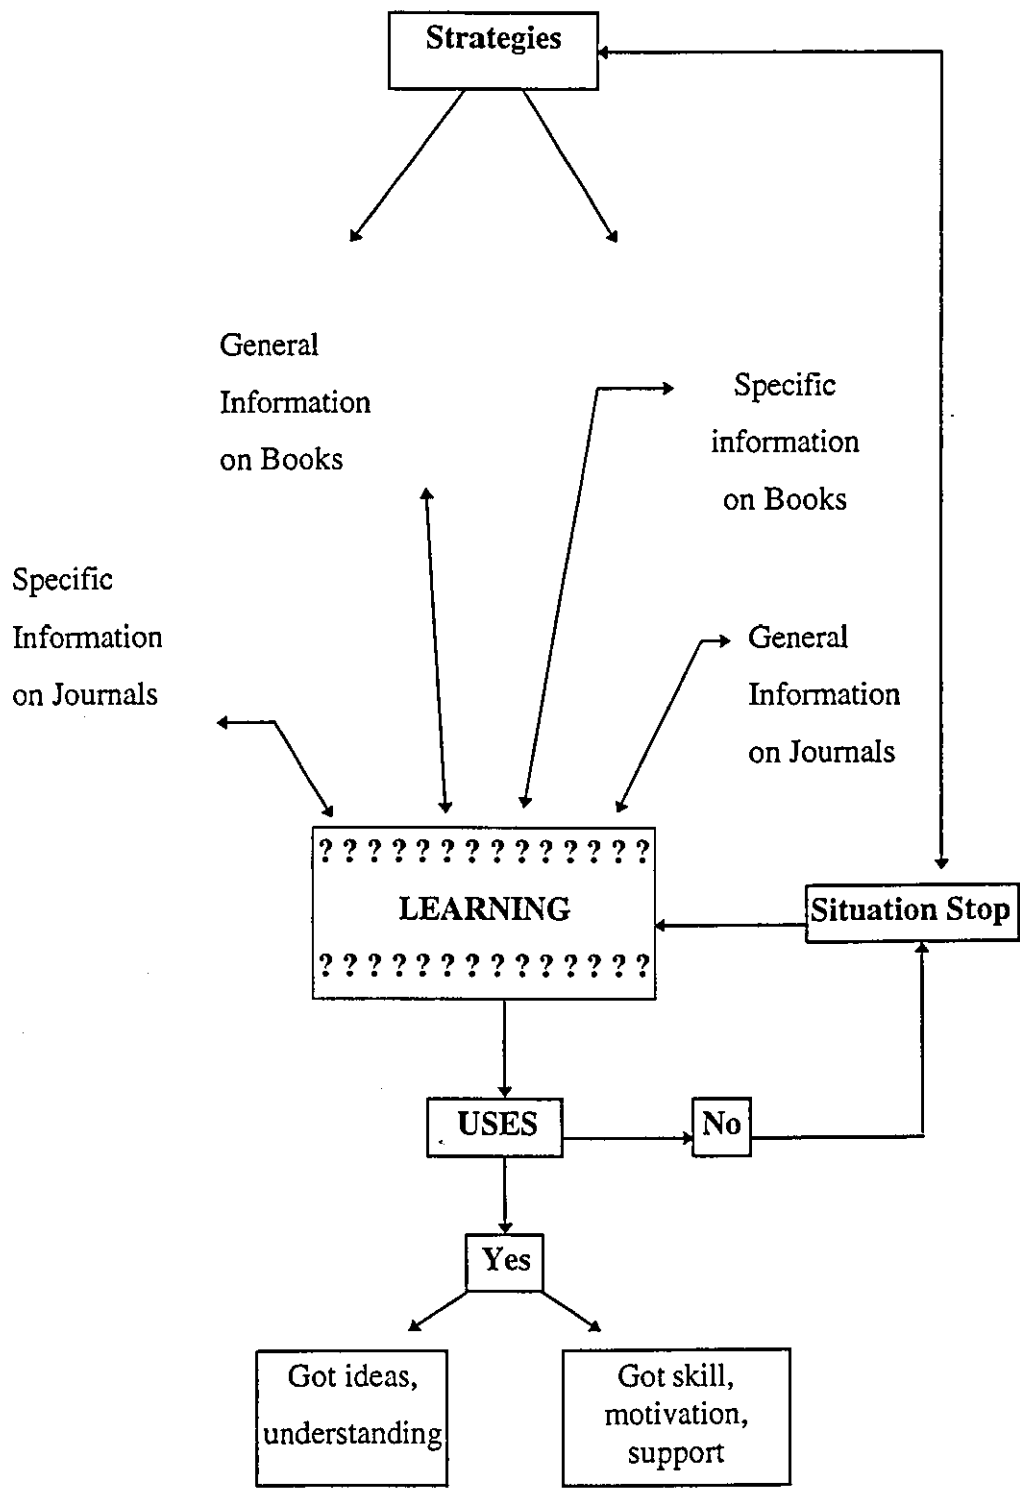 Strategies
General
Information
on Books
Specific
information
on Books
Specific
Information
on Journals
General
Information
on Journals
? ? ? ? ? ? ? ? ? ? ? ? ? ?
LEARNING
? ? ? ? ? ? ? ? ? ? ? ? ? ?
Situation Stop
USES
No
Yes
Got ideas,
understanding
Got skill,
motivation,
support